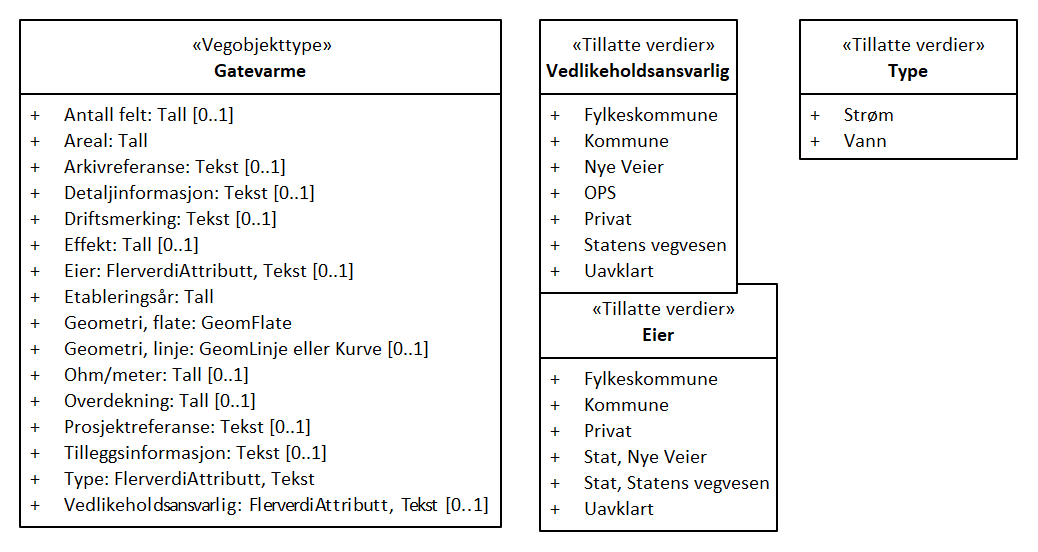 «Vegobjekttype»
Gatevarme
+ Antall felt: Tall [0..1]
+ Areal: Tall
+ Arkivreferanse: Tekst [0..1]
+ Detaljinformasjon: Tekst [0..1]
+ Driftsmerking: Tekst [0..1]
+ Effekt: Tall [0..1]
+ Eier: FlerverdiAttributt, Tekst [0..1]
+ Etableringsår: Tall
+ Geometri, flate: GeomFlate
+ Geometri, linje: GeomLinje eller Kurve [0..1]
+ Ohm/meter: Tall [0..1]
+ Overdekning: Tall [0..1]
+ Prosjektreferanse: Tekst [0..1]
+ Tilleggsinformasjon: Tekst [0..1]
+ Type: FlerverdiAttributt, Tekst
+ Vedlikeholdsansvarlig: FlerverdiAttributt, Tekst [0..1]
«Tillatte verdier»
Vedlikeholdsansvarlig
+ Fylkeskommune
+ Kommune
+ Nye Veier
+ OPS
+ Privat
+ Statens vegvesen
+ Uavklart
«Tillatte verdier»
Eier
+ Fylkeskommune
+ Kommune
+ Privat
+ Stat, Nye Veier
+ Stat, Statens vegvesen
+ Uavklart
«Tillatte verdier»
Type
+ Strøm
+ Vann